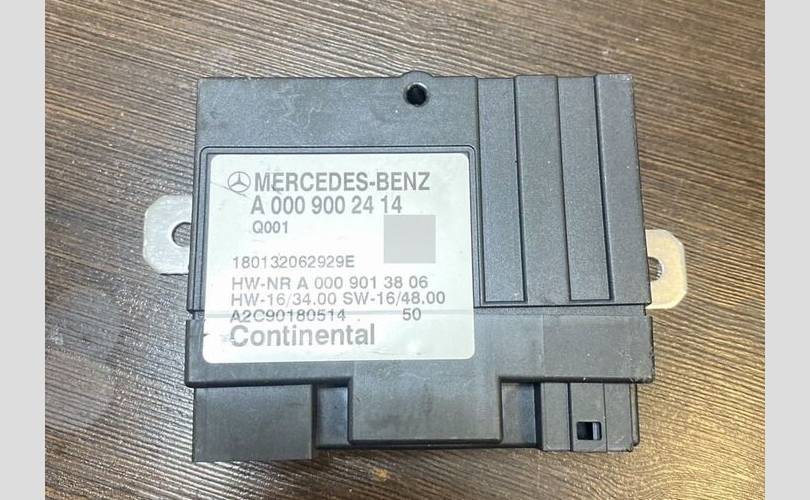 MERCEDES-BENZ
A 000 900 24 14
Q001
180132062929E
HW-NR A 000 901 38 06
HW-16/34.00 SW-16/48.00
A2C90180514 50
Continental